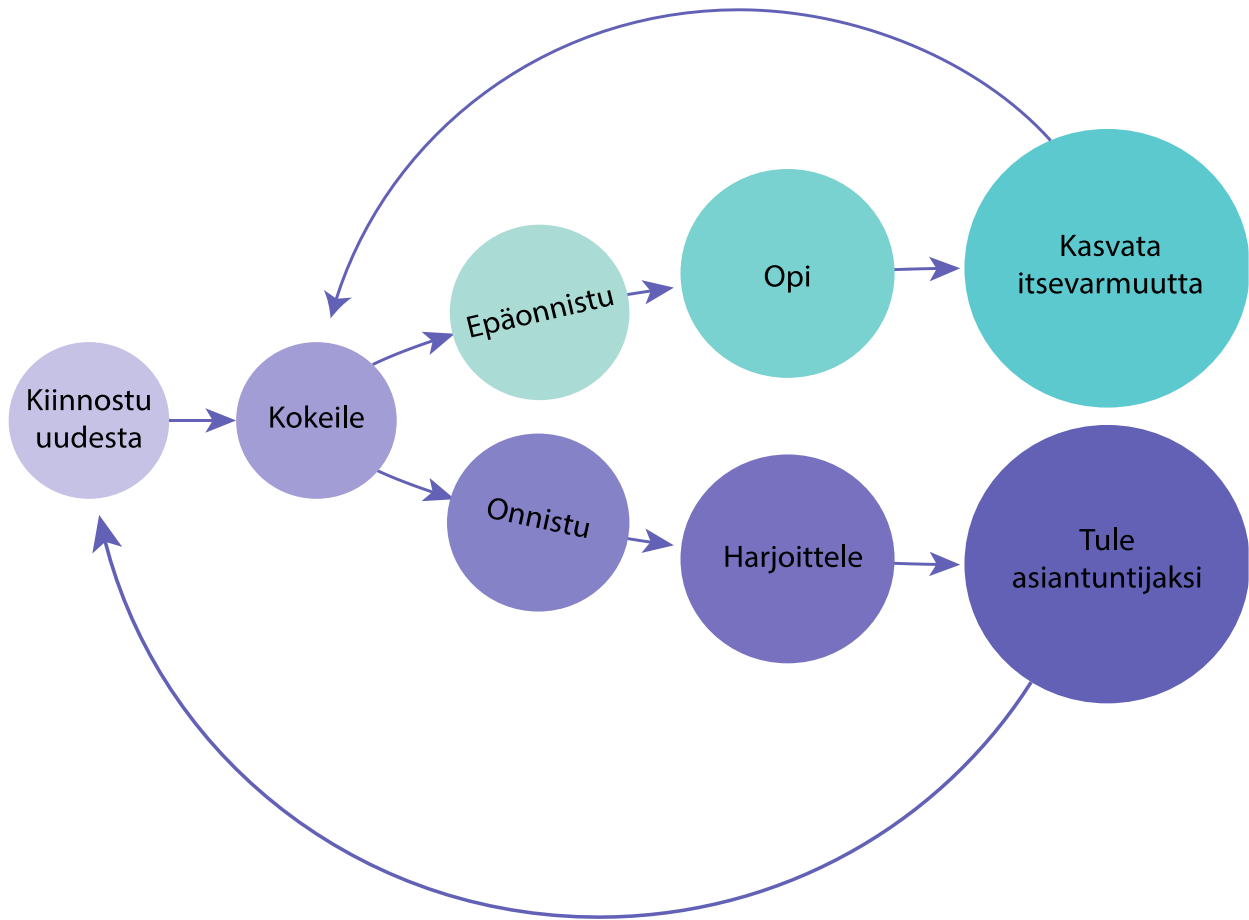 Kiinnostu
uudesta
Kokeile
Epäonnistu
Opi
Kasvata
itsevarmuutta
Onnistu
Harjoittele
Tule
asiantuntijaksi